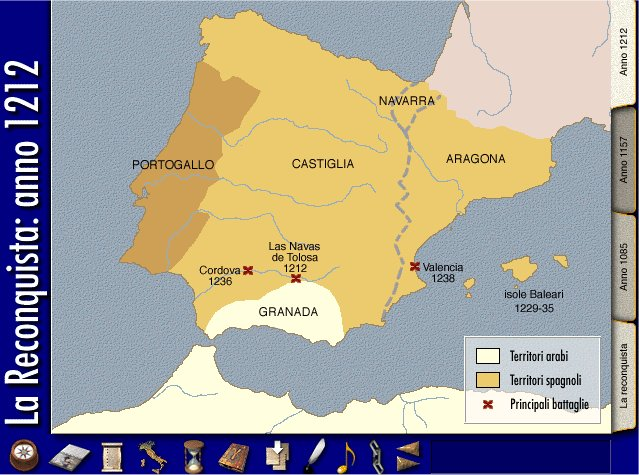 La Reconquista: anno 1212
NAVARRA
PORTOGALLO
CASTIGLIA
ARAGONA
Las Navas
de Tolosa
1212
Cordova
1236
Valencia
1238
isole Baleari
1229-35
GRANADA
Territori arabi
Territori spagnoli
Principali battaglie
Anno 1212
Anno 1157
Anno 1085
La reconquista